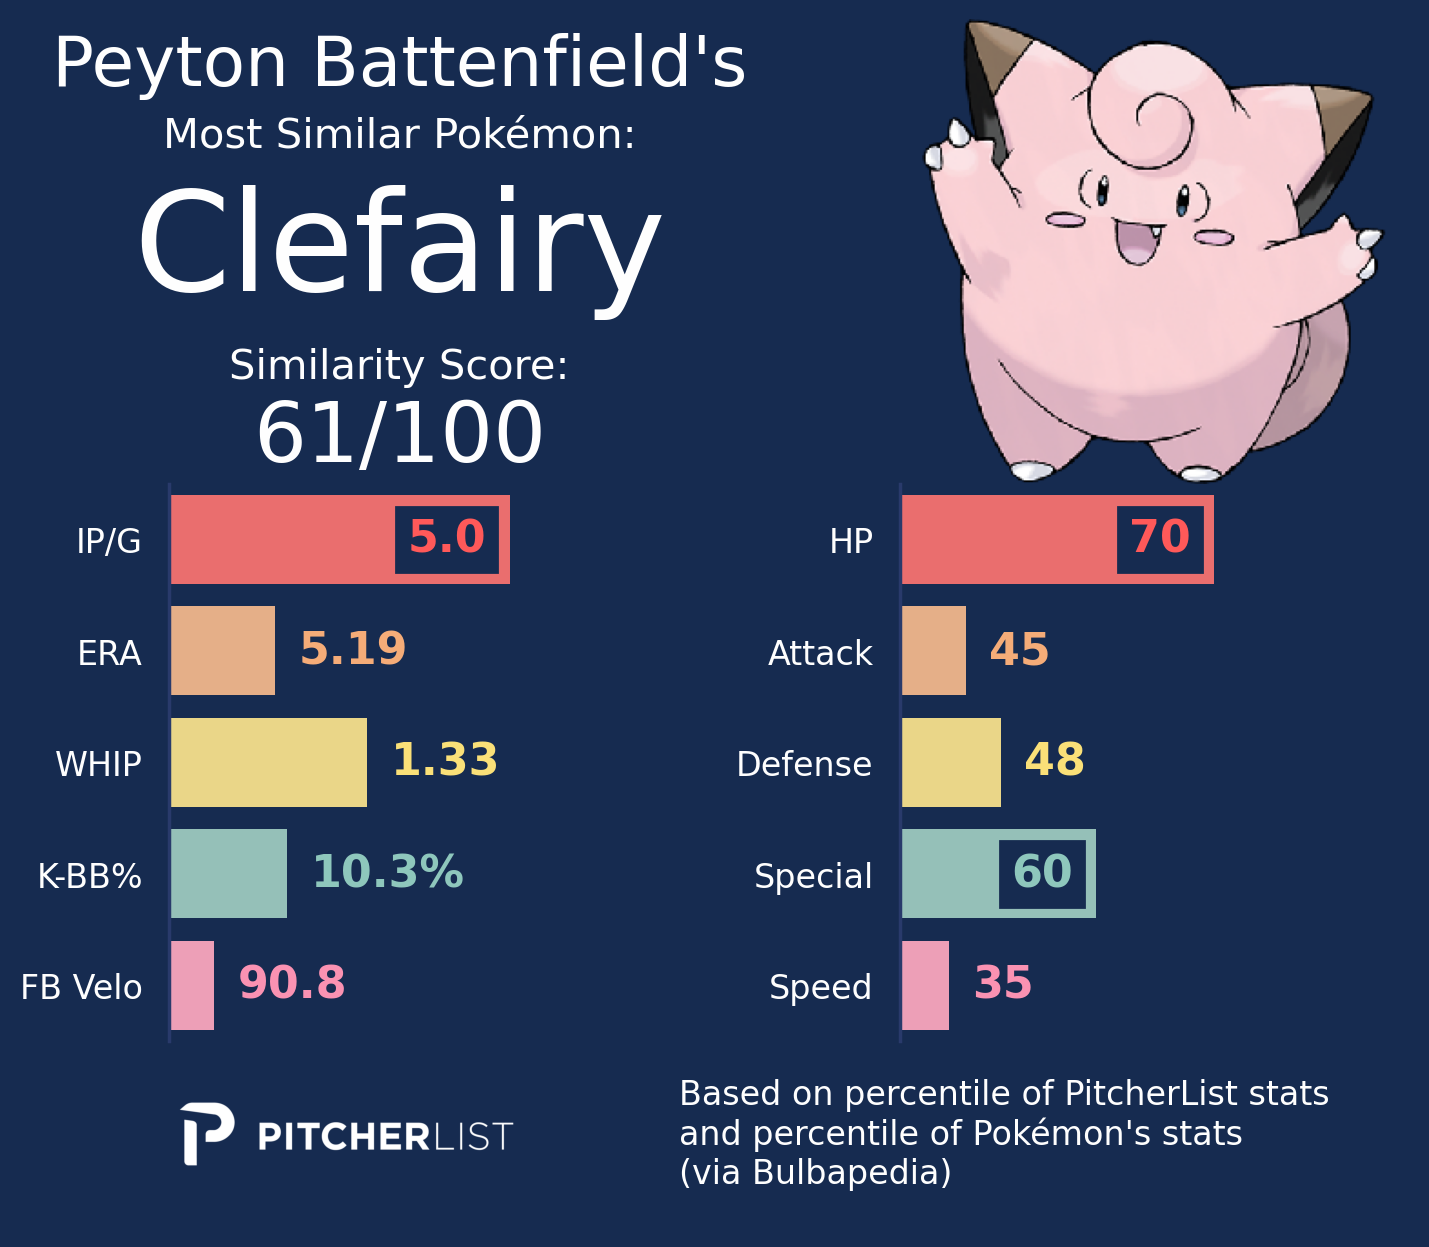 Peyton Battenfield's
Most Similar Pokémon:
Clefairy
Similarity Score:
61/100
IP/G 5.0
ERA 5.19
WHIP 1.33
K-BB% 10.3%
FB Velo 90.8
HP 70
Attack 45
Defense 48
Special 60
Speed 35
PITCHERLIST
Based on percentile of PitcherList stats
and percentile of Pokémon's stats
(via Bulbapedia)